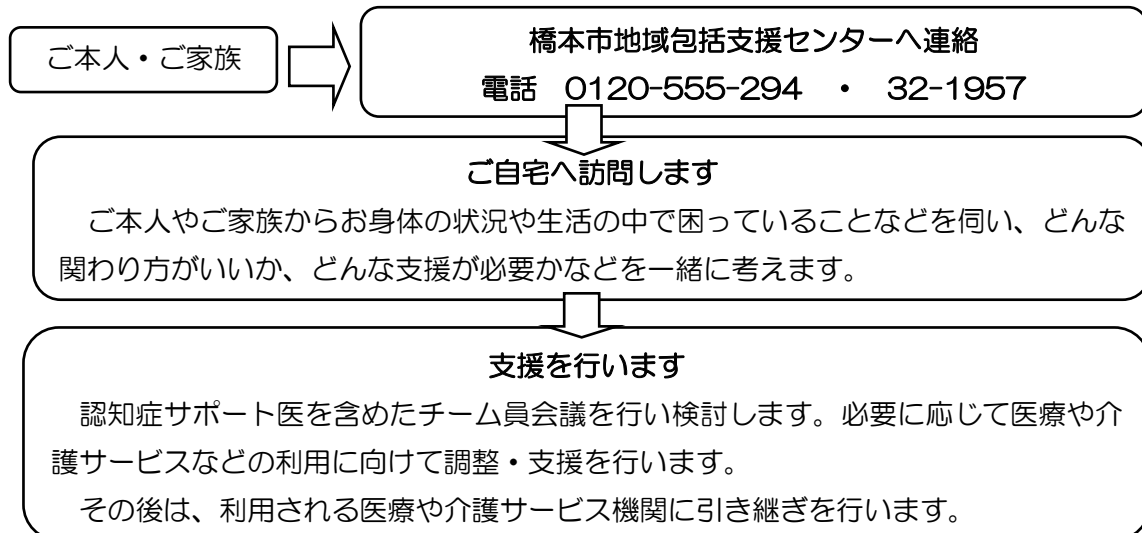 ご本人・ご家族
橋本市地域包括支援センターへ連絡
電話　0120-555-294　・　32-1957
ご自宅へ訪問します
ご本人やご家族からお身体の状況や生活の中で困っていることなどを伺い、どんな
関わり方がいいか、どんな支援が必要かなどを一緒に考えます。
支援を行います
認知症サポート医を含めたチーム員会議を行い検討します。必要に応じて医療や介
護サービスなどの利用に向けて調整・支援を行います。
その後は、利用される医療や介護サービス機関に引き継ぎを行います。